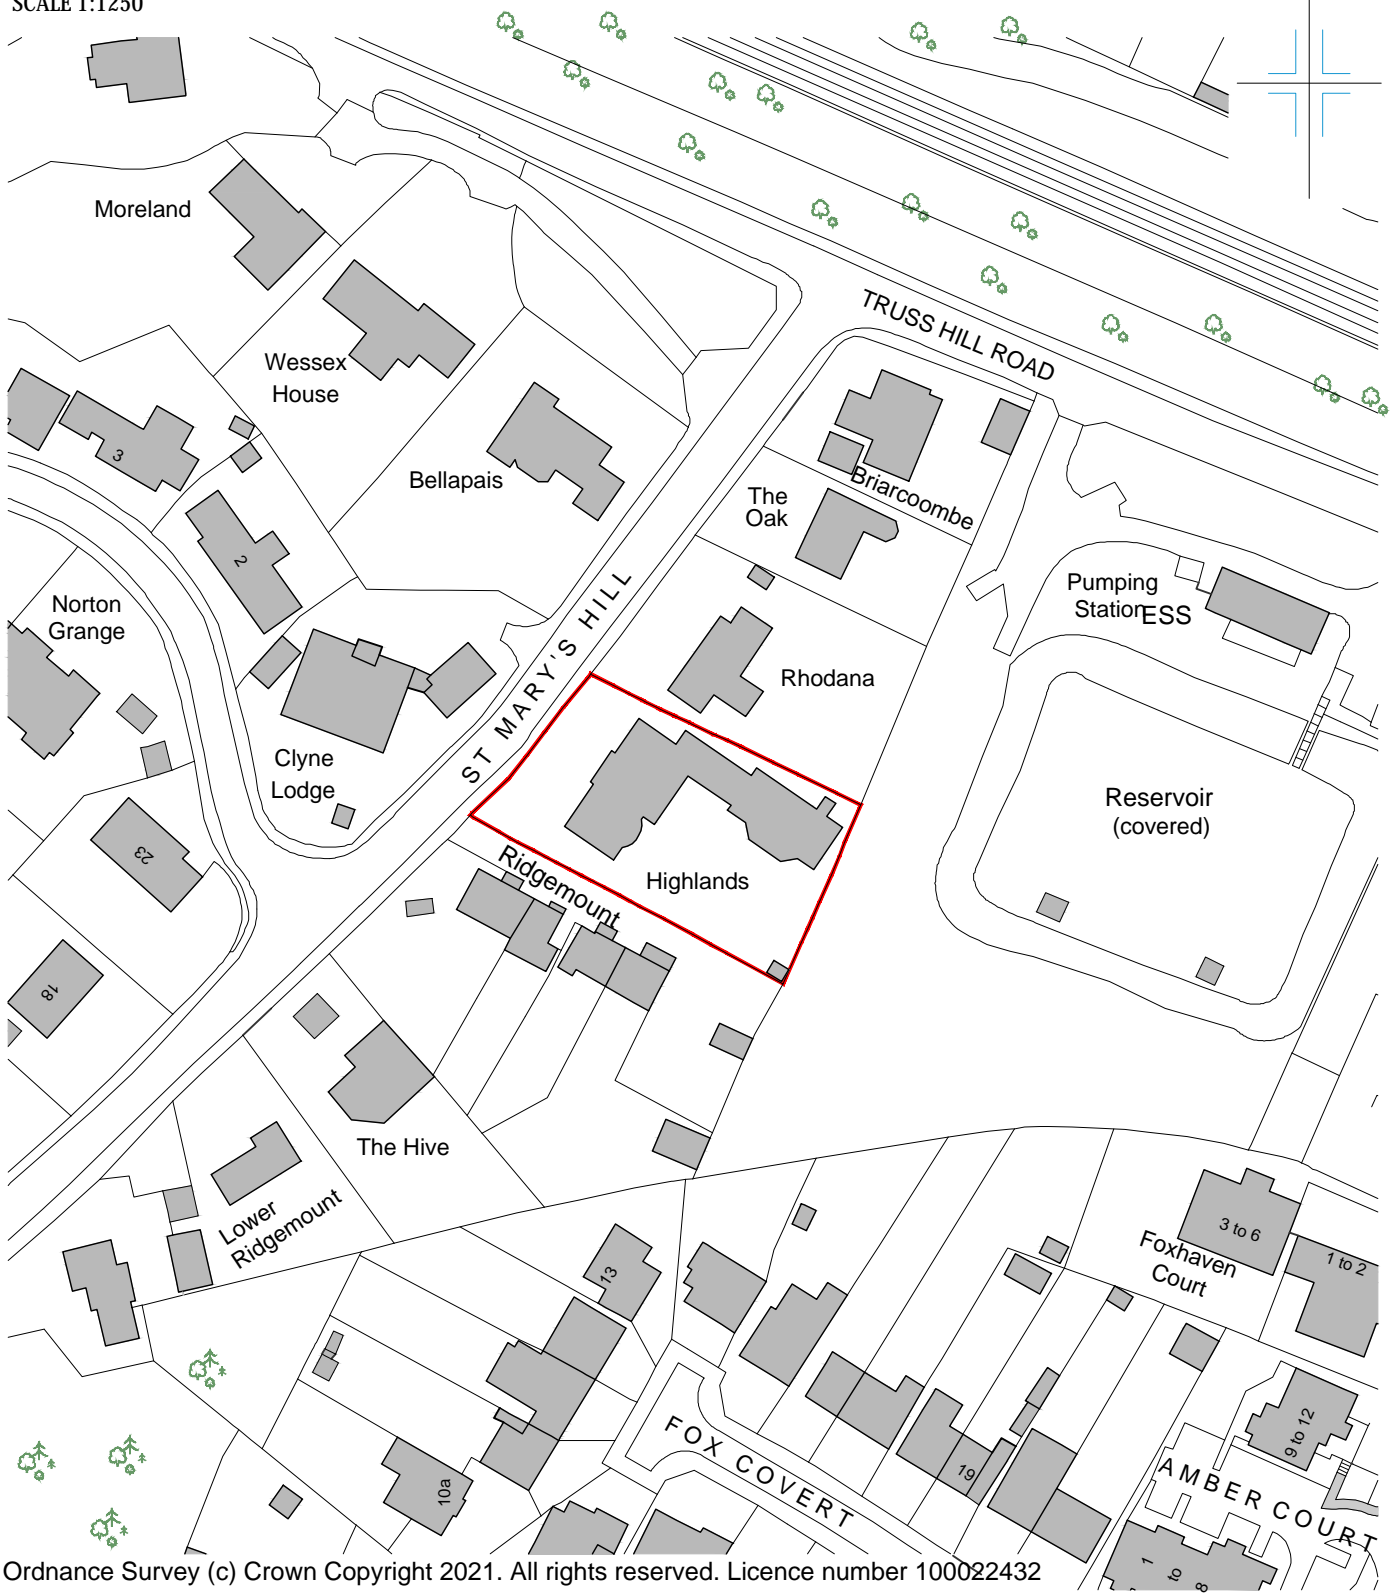 SCALE 1:1250
Moreland
TRUSS HILL ROAD
Wessex
House
3
Bellapais
Briarcoombe
The
Oak
2
Norton
Grange
Pumping
Station
ESS
ST MARY'S HILL
Rhodana
Clyne
Lodge
Reservoir
(covered)
23
Ridgemount
Highlands
18
The Hive
Lower
Ridgemount
3 to 6
Foxhaven
Court
1 to 2
13
FOX COVERT
9 to 12
19
10a
AMBER COURT
1
to
8
Ordnance Survey (c) Crown Copyright 2021. All rights reserved. Licence number 100022432